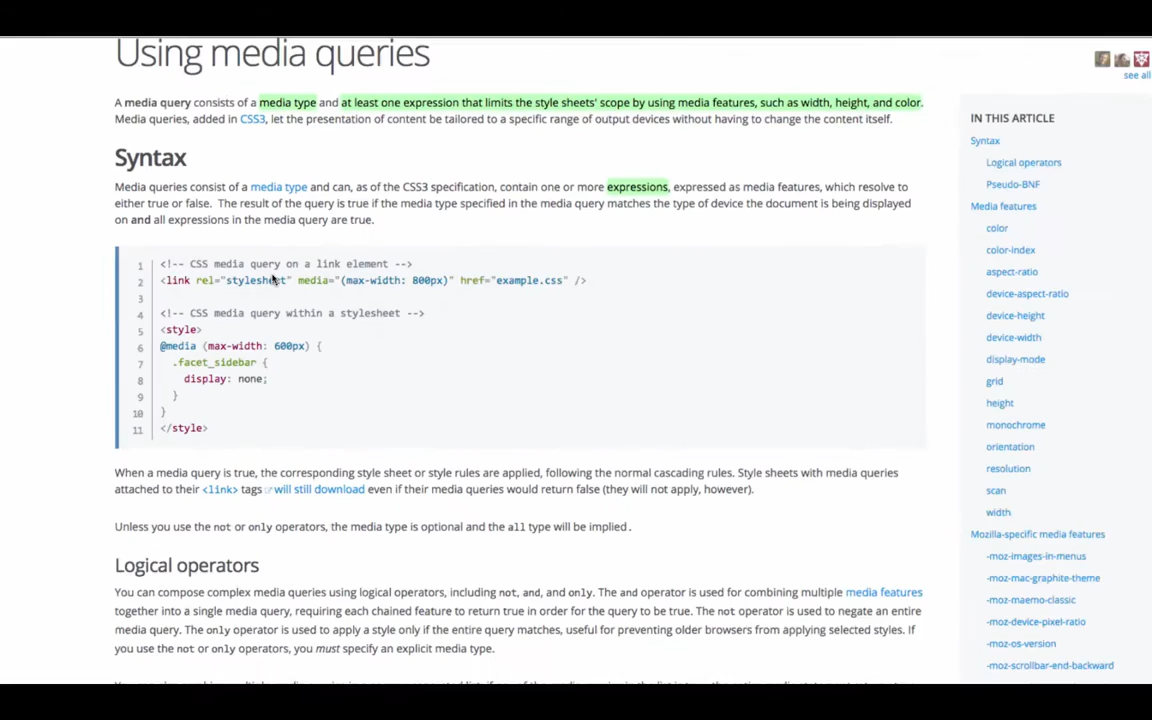 Using media queries
see all
A media query consists of a media type and at least one expression that limits the style sheets' scope by using media features, such as width, height, and color.
Media queries, added in CSS3, let the presentation of content be tailored to a specific range of output devices without having to change the content itself.
Syntax
Media queries consist of a media type and can, as of the CSS3 specification, contain one or more expressions, expressed as media features, which resolve to
either true or false.  The result of the query is true if the media type specified in the media query matches the type of device the document is being displayed
on and all expressions in the media query are true.
1 <!-- CSS media query on a link element -->
2 <link rel="stylesheet" media="(max-width: 800px)" href="example.css" />
3
4 <!-- CSS media query within a stylesheet -->
5 <style>
6 @media (max-width: 600px) {
7 .facet_sidebar {
8 display: none;
9 }
10 }
11 </style>
When a media query is true, the corresponding style sheet or style rules are applied, following the normal cascading rules. Style sheets with media queries
attached to their <link> tags will still download even if their media queries would return false (they will not apply, however).
Unless you use the not or only operators, the media type is optional and the all type will be implied.
Logical operators
You can compose complex media queries using logical operators, including not, and, and only. The and operator is used for combining multiple media features
together into a single media query, requiring each chained feature to return true in order for the query to be true. The not operator is used to negate an entire
media query. The only operator is used to apply a style only if the entire query matches, useful for preventing older browsers from applying selected styles. If
you use the not or only operators, you must specify an explicit media type.
IN THIS ARTICLE
Syntax
Logical operators
Pseudo-BNF
Media features
color
color-index
aspect-ratio
device-aspect-ratio
device-height
device-width
display-mode
grid
height
monochrome
orientation
resolution
scan
width
Mozilla-specific media features
-moz-images-in-menus
-moz-mac-graphite-theme
-moz-maemo-classic
-moz-device-pixel-ratio
-moz-os-version
-moz-scrollbar-end-backward